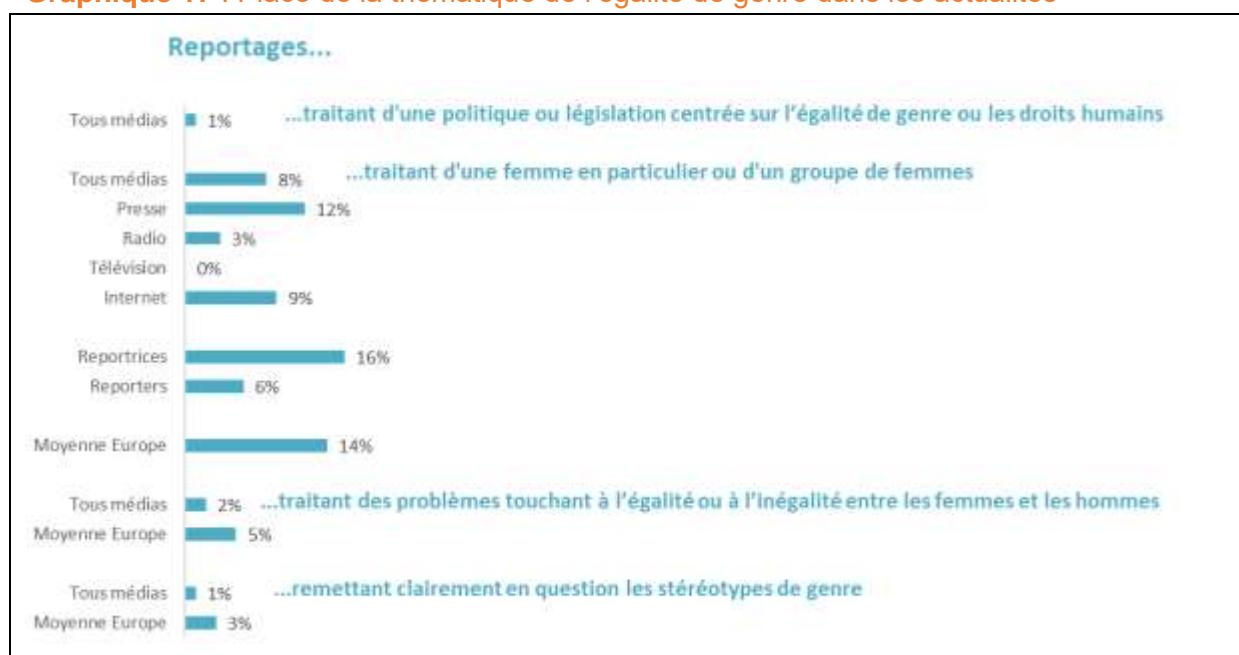 Reportages...
Tous médias 1% ...traitant d'une politique ou législation centrée sur l'égalité de genre ou les droits humains
Tous médias 8% ...traitant d'une femme en particulier ou d'un groupe de femmes
Presse 12%
Radio 3%
Télévision 0%
Internet 9%
Reportrices 16%
Reporters 6%
Moyenne Europe 14%
Tous médias 2% ...traitant des problèmes touchant à l'égalité ou à l'inégalité entre les femmes et les hommes
Moyenne Europe 5%
Tous médias 1% ...remettant clairement en question les stéréotypes de genre
Moyenne Europe 3%